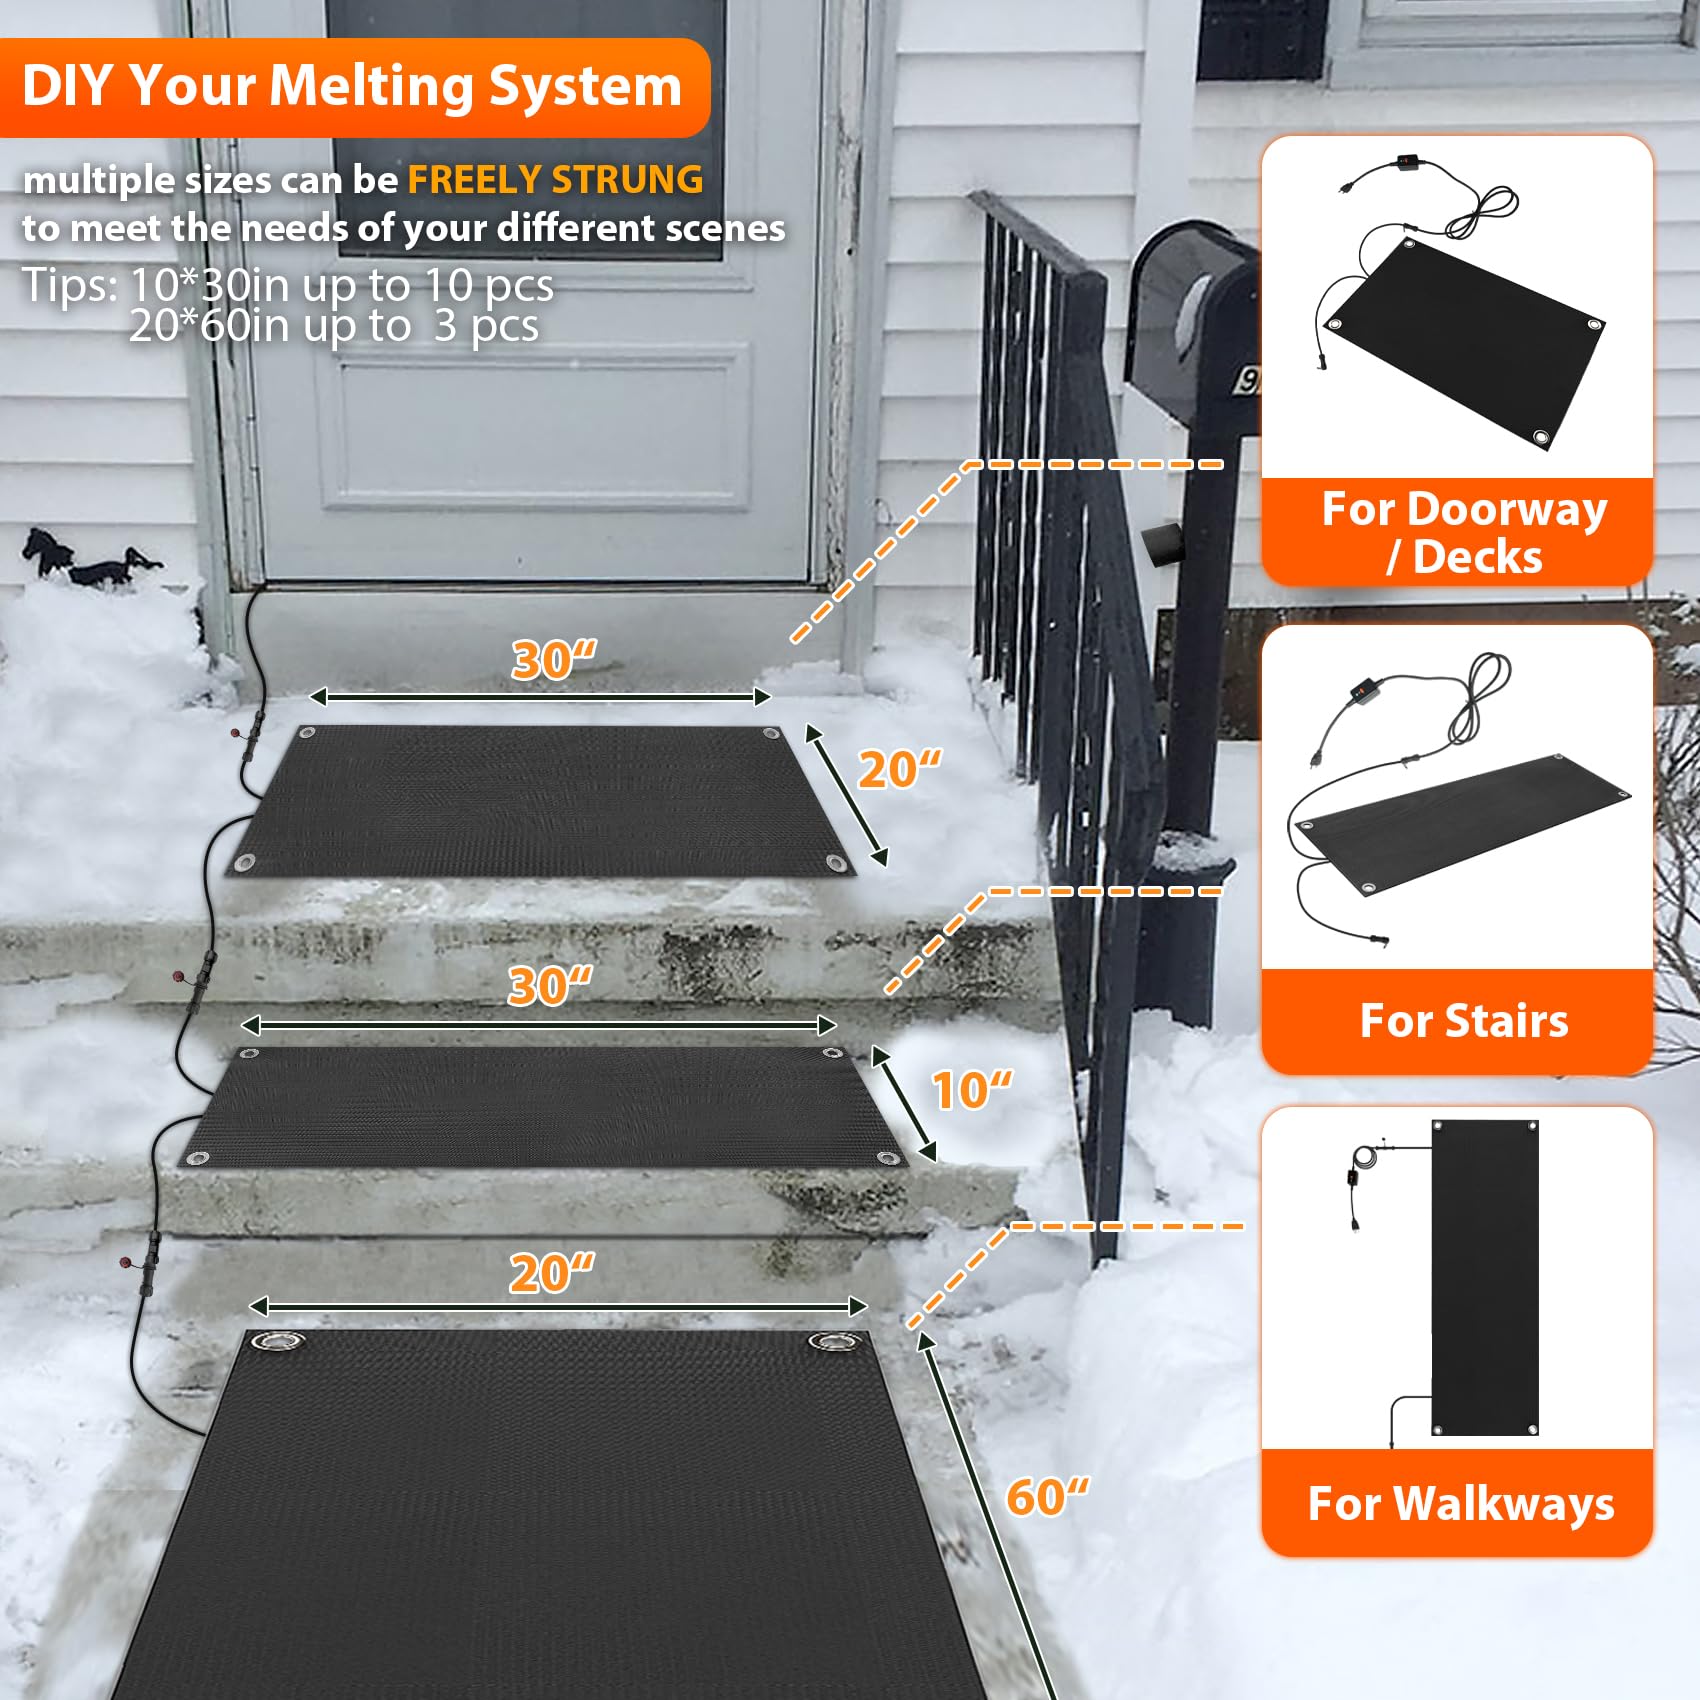 DIY Your Melting System
multiple sizes can be FREELY STRUNG
to meet the needs of your different scenes
Tips: 10*30in up to 10 pcs
20*60in up to 3 pcs
9
For Doorway
/ Decks
30“
20“
30“
10“
For Stairs
20“
60“
For Walkways